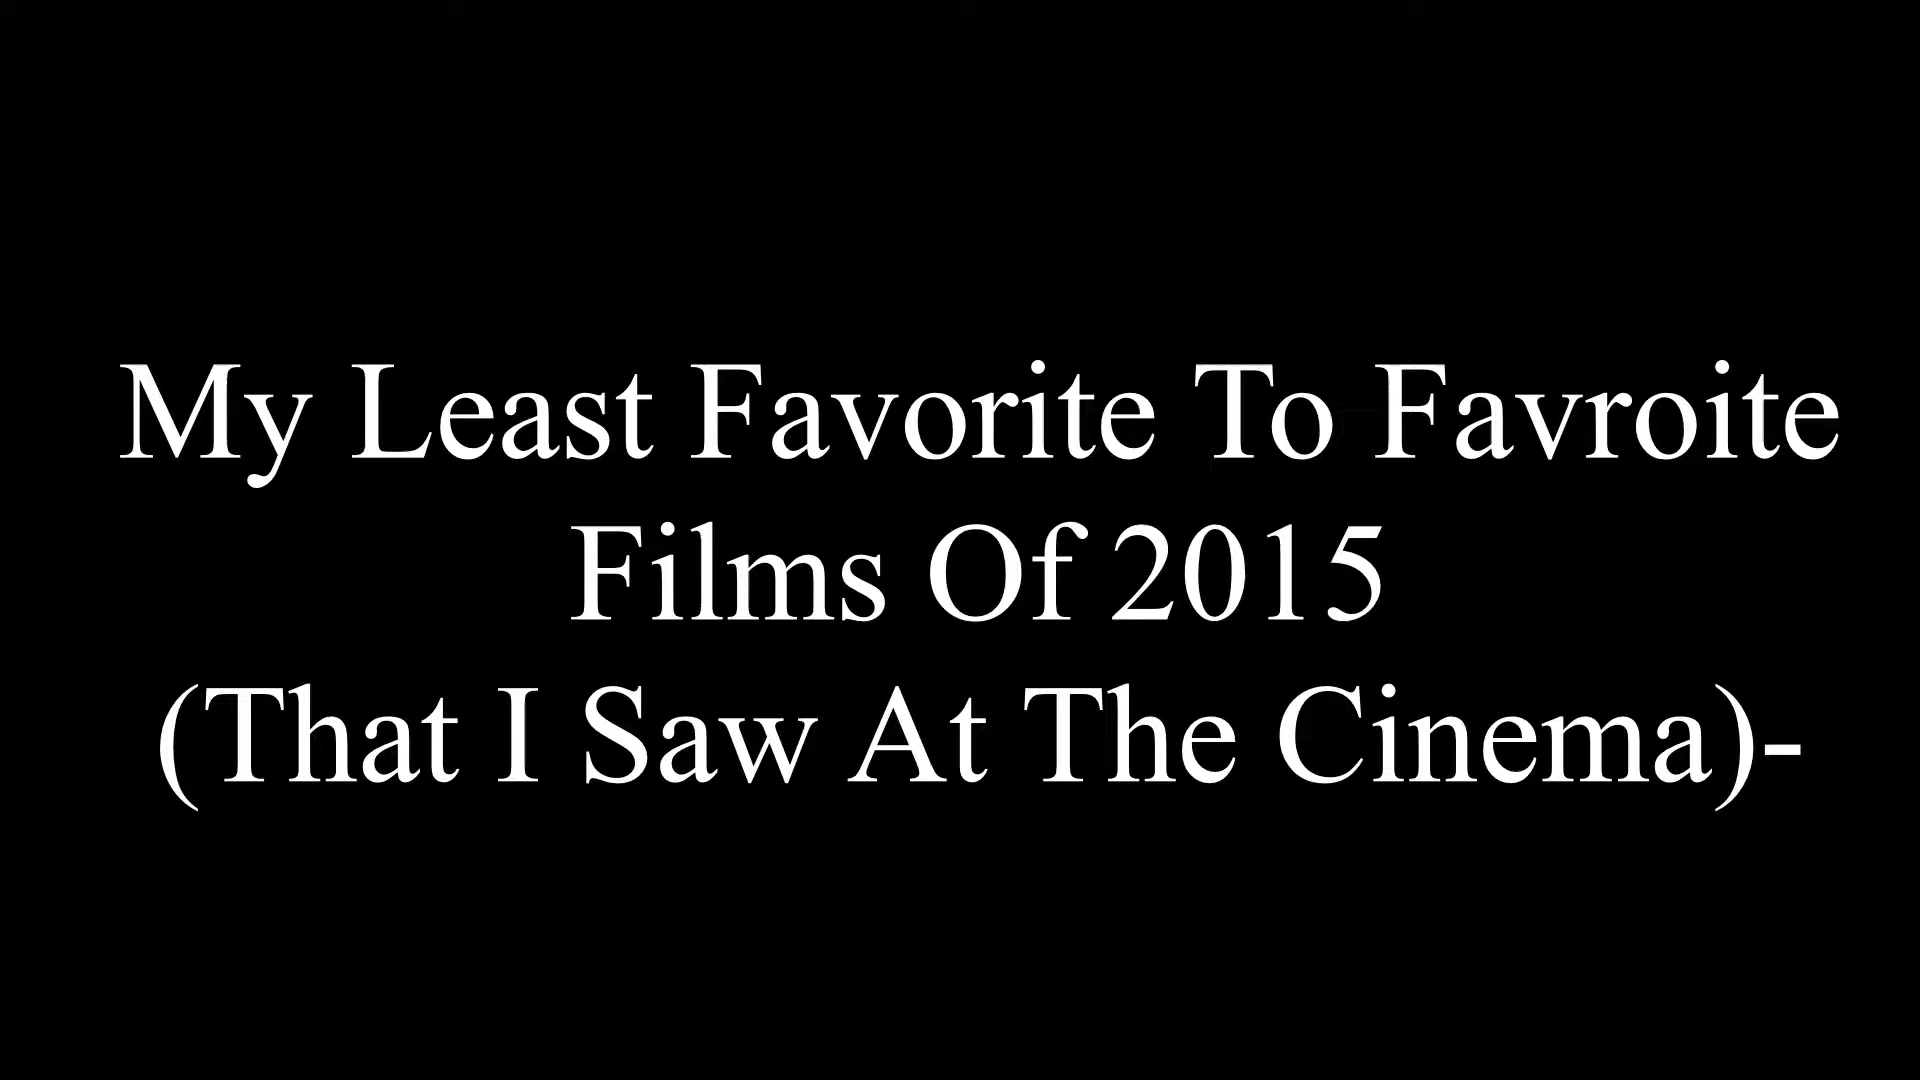 My Least Favorite To Favroite
Films Of 2015
(That I Saw At The Cinema)-